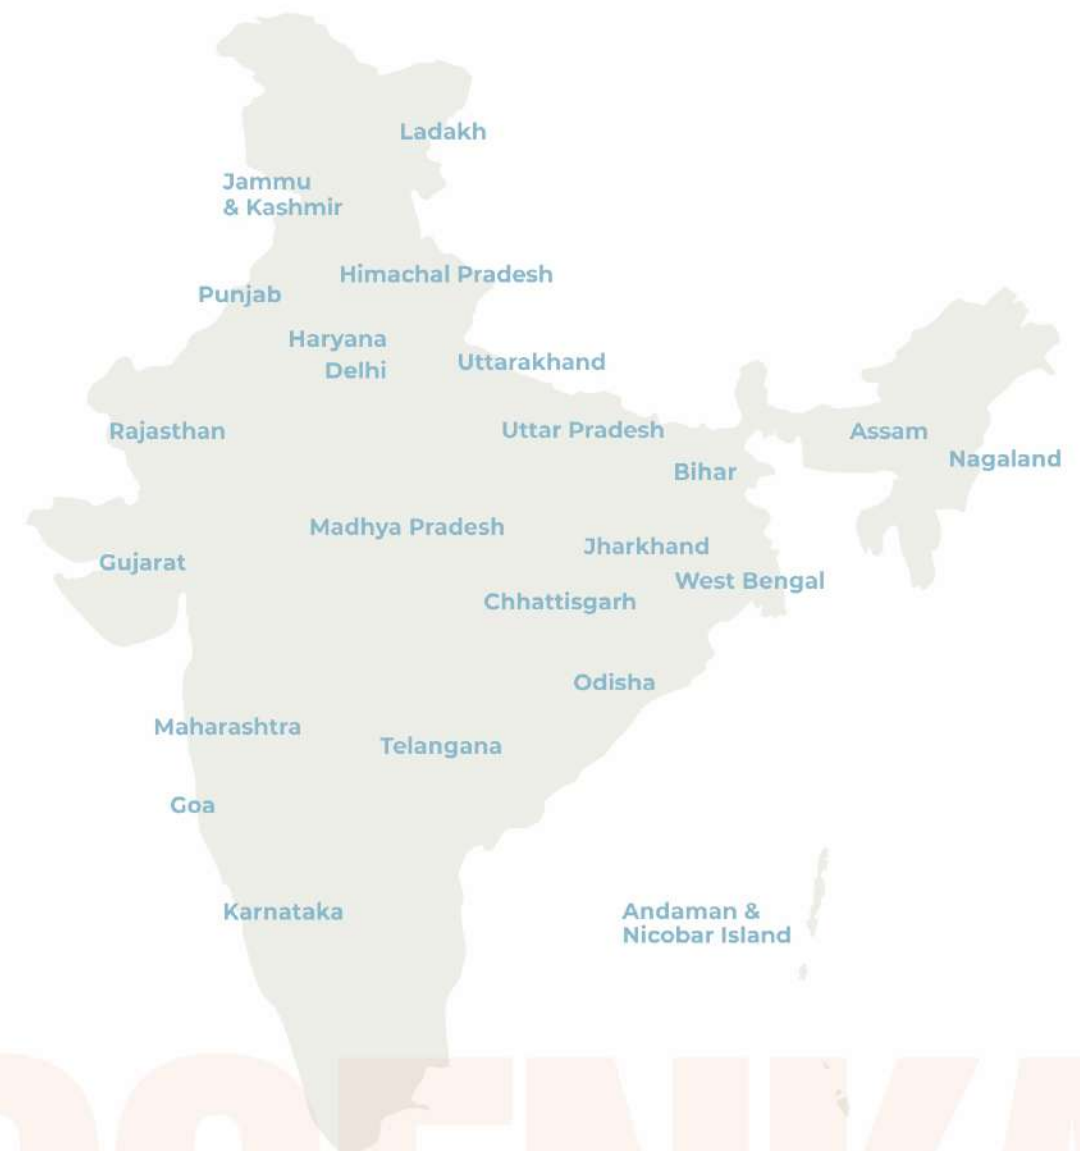 Ladakh
Jammu
& Kashmir
Himachal Pradesh
Punjab
Haryana
Uttarakhand
Delhi
Uttar Pradesh
Rajasthan
Assam
Nagaland
Bihar
Madhya Pradesh
Jharkhand
Gujarat
West Bengal
Chhattisgarh
Odisha
Maharashtra
Telangana
Goa
Karnataka
Andaman &
Nicobar Island